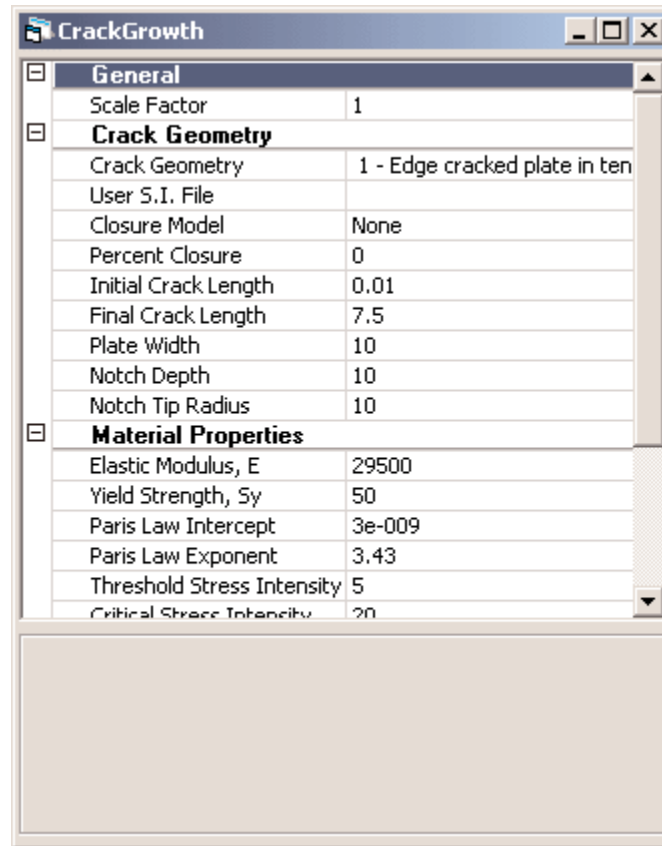 CrackGrowth
General
Scale Factor 1
Crack Geometry
Crack Geometry 1 - Edge cracked plate in ten
User S.I. File
Closure Model None
Percent Closure 0
Initial Crack Length 0.01
Final Crack Length 7.5
Plate Width 10
Notch Depth 10
Notch Tip Radius 10
Material Properties
Elastic Modulus, E 29500
Yield Strength, Sy 50
Paris Law Intercept 3e-009
Paris Law Exponent 3.43
Threshold Stress Intensity 5
Critical Stress Intensity 20